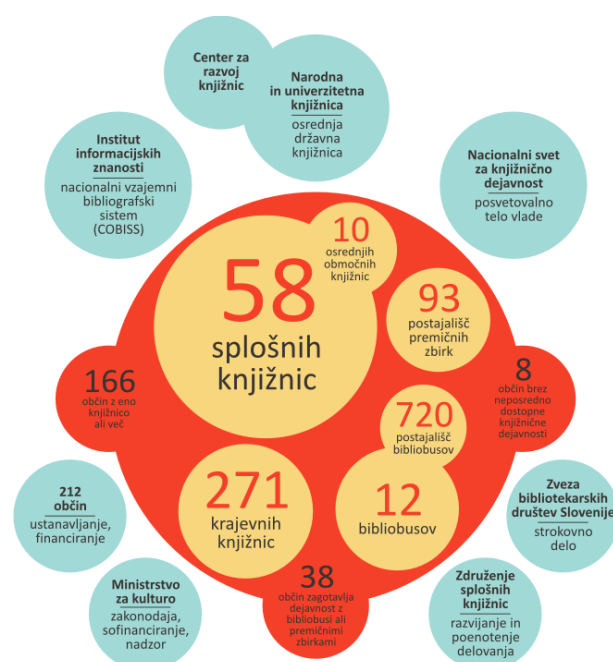 Center za
razvoj
knjižnic
Narodna
in univerzitetna
knjižnica
osrednja
državna
knjižnica
Institut
informacijskih
znanosti
nacionalni vzajemni
bibliografski
sistem
(COBISS)
Nacionalni svet
za knjižnično
dejavnost
posvetovalno
telo vlade
10
osrednjih
območnih
knjižnic
58
splošnih
knjižnic
93
postajališč
premičnih
zbirk
166
občin z eno
knjižnico
ali več
8
občin brez
neposredno
dostopne
knjižnične
dejavnosti
720
postajališč
bibliobusov
271
krajevnih
knjižnic
12
bibliobusov
212
občin
ustanavljanje,
financiranje
Zveza
bibliotekarskih
društev Slovenije
strokovno
delo
38
občin zagotavlja
dejavnost z
bibliobusi ali
premičnimi
zbirkami
Ministrstvo
za kulturo
zakonodaja,
sofinanciranje,
nadzor
Združenje
splošnih
knjižnic
razvijanje in
poenotenje
delovanja